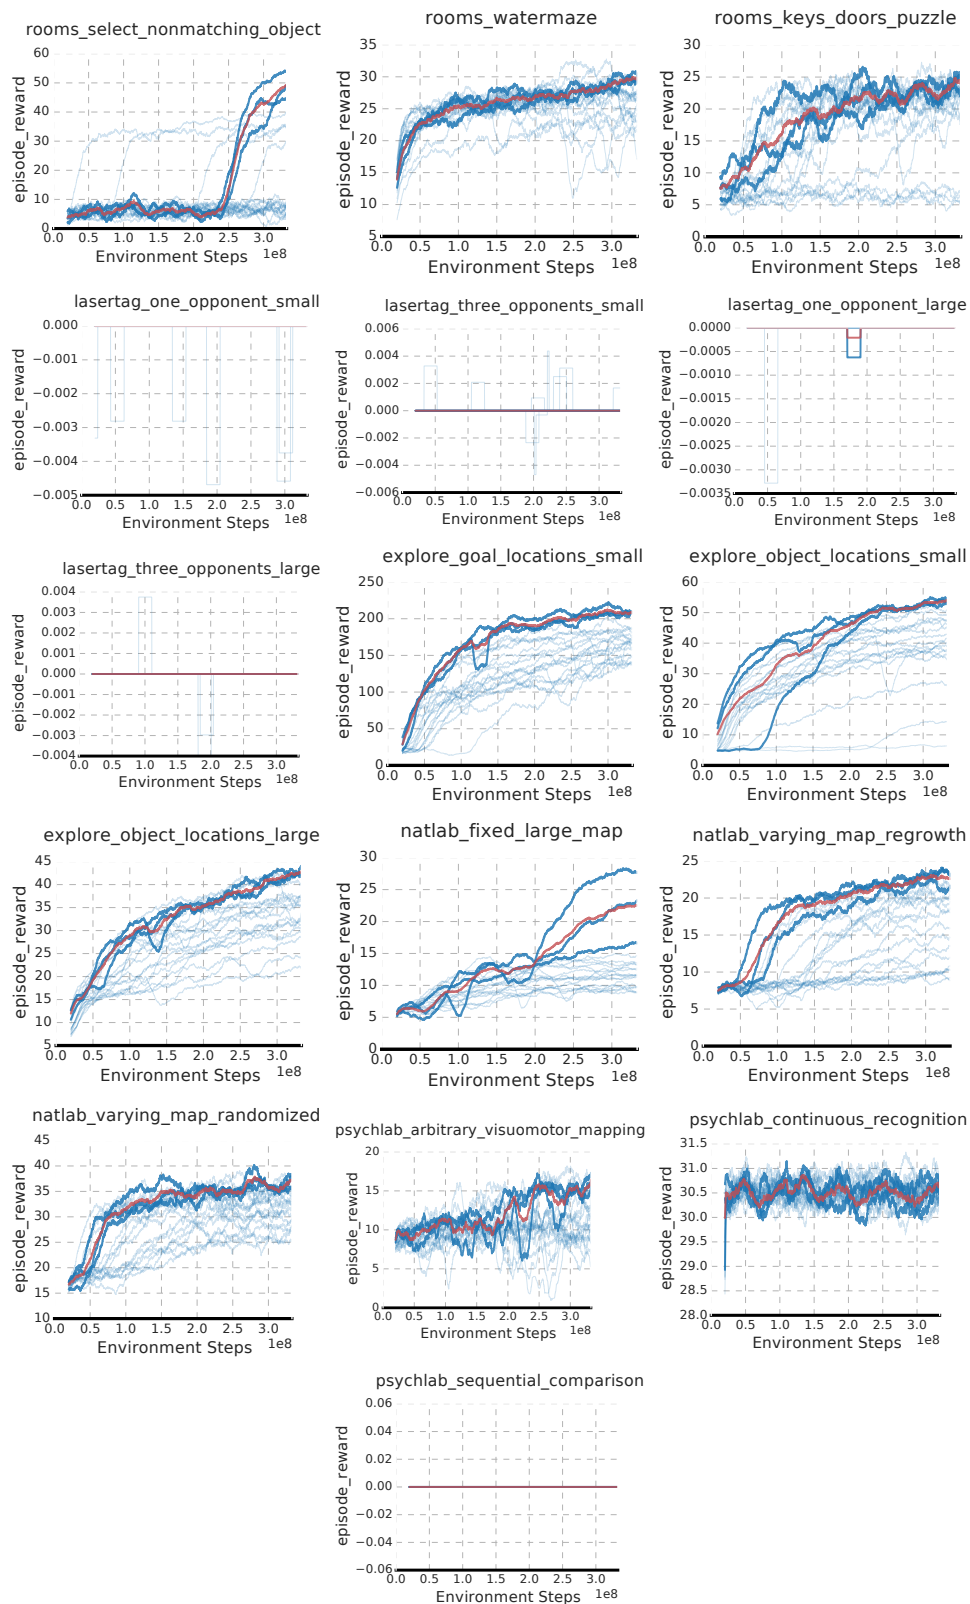 rooms_select_nonmatching_object
60
50
40
30
20
10
0
0.0 0.5 1.0 1.5 2.0 2.5 3.0
Environment Steps 1e8
episode_reward
rooms_watermaze
35
30
25
20
15
10
5
0.0 0.5 1.0 1.5 2.0 2.5 3.0
Environment Steps 1e8
episode_reward
rooms_keys_doors_puzzle
30
25
20
15
10
5
0
0.0 0.5 1.0 1.5 2.0 2.5 3.0
Environment Steps 1e8
episode_reward
lasertag_one_opponent_small
0.000
−0.001
−0.002
−0.003
−0.004
−0.005
0.0 0.5 1.0 1.5 2.0 2.5 3.0
Environment Steps 1e8
episode_reward
lasertag_three_opponents_small
0.006
0.004
0.002
0.000
−0.002
−0.004
−0.006
0.0 0.5 1.0 1.5 2.0 2.5 3.0
Environment Steps 1e8
episode_reward
lasertag_one_opponent_large
0.0000
−0.0005
−0.0010
−0.0015
−0.0020
−0.0025
−0.0030
−0.0035
0.0 0.5 1.0 1.5 2.0 2.5 3.0
Environment Steps 1e8
episode_reward
lasertag_three_opponents_large
0.004
0.003
0.002
0.001
0.000
−0.001
−0.002
−0.003
−0.004
0.0 0.5 1.0 1.5 2.0 2.5 3.0
Environment Steps 1e8
episode_reward
explore_goal_locations_small
250
200
150
100
50
0
0.0 0.5 1.0 1.5 2.0 2.5 3.0
Environment Steps 1e8
episode_reward
explore_object_locations_small
60
50
40
30
20
10
0
0.0 0.5 1.0 1.5 2.0 2.5 3.0
Environment Steps 1e8
episode_reward
explore_object_locations_large
45
40
35
30
25
20
15
10
5
0.0 0.5 1.0 1.5 2.0 2.5 3.0
Environment Steps 1e8
episode_reward
natlab_fixed_large_map
30
25
20
15
10
5
0
0.0 0.5 1.0 1.5 2.0 2.5 3.0
Environment Steps 1e8
episode_reward
natlab_varying_map_regrowth
25
20
15
10
5
0
0.0 0.5 1.0 1.5 2.0 2.5 3.0
Environment Steps 1e8
episode_reward
natlab_varying_map_randomized
45
40
35
30
25
20
15
10
0.0 0.5 1.0 1.5 2.0 2.5 3.0
Environment Steps 1e8
episode_reward
psychlab_arbitrary_visuomotor_mapping
20
15
10
5
0
0.0 0.5 1.0 1.5 2.0 2.5 3.0
Environment Steps 1e8
episode_reward
psychlab_continuous_recognition
31.5
31.0
30.5
30.0
29.5
29.0
28.5
28.0
0.0 0.5 1.0 1.5 2.0 2.5 3.0
Environment Steps 1e8
episode_reward
psychlab_sequential_comparison
0.06
0.04
0.02
0.00
−0.02
−0.04
−0.06
0.0 0.5 1.0 1.5 2.0 2.5 3.0
Environment Steps 1e8
episode_reward